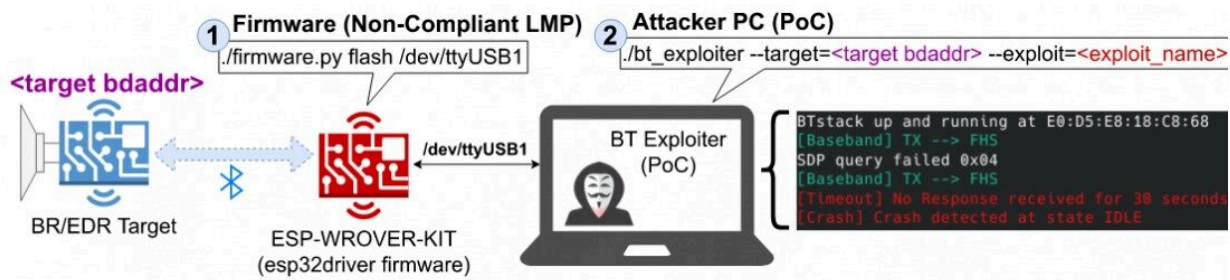 1 Firmware (Non-Compliant LMP)
./firmware.py flash /dev/ttyUSB1
2 Attacker PC (PoC)
./bt_exploiter --target=<target bdaddr> --exploit=<exploit_name>
<target bdaddr>
BR/EDR Target
ESP-WROVER-KIT
(esp32driver firmware)
/dev/ttyUSB1
BT Exploiter
(PoC)
BTstack up and running at E0:D5:E8:18:C8:68
[Baseband] TX --> FHS
SDP query failed 0x04
[Baseband] TX --> FHS
[Timeout] No Response received for 30 seconds
[Crash] Crash detected at state IDLE